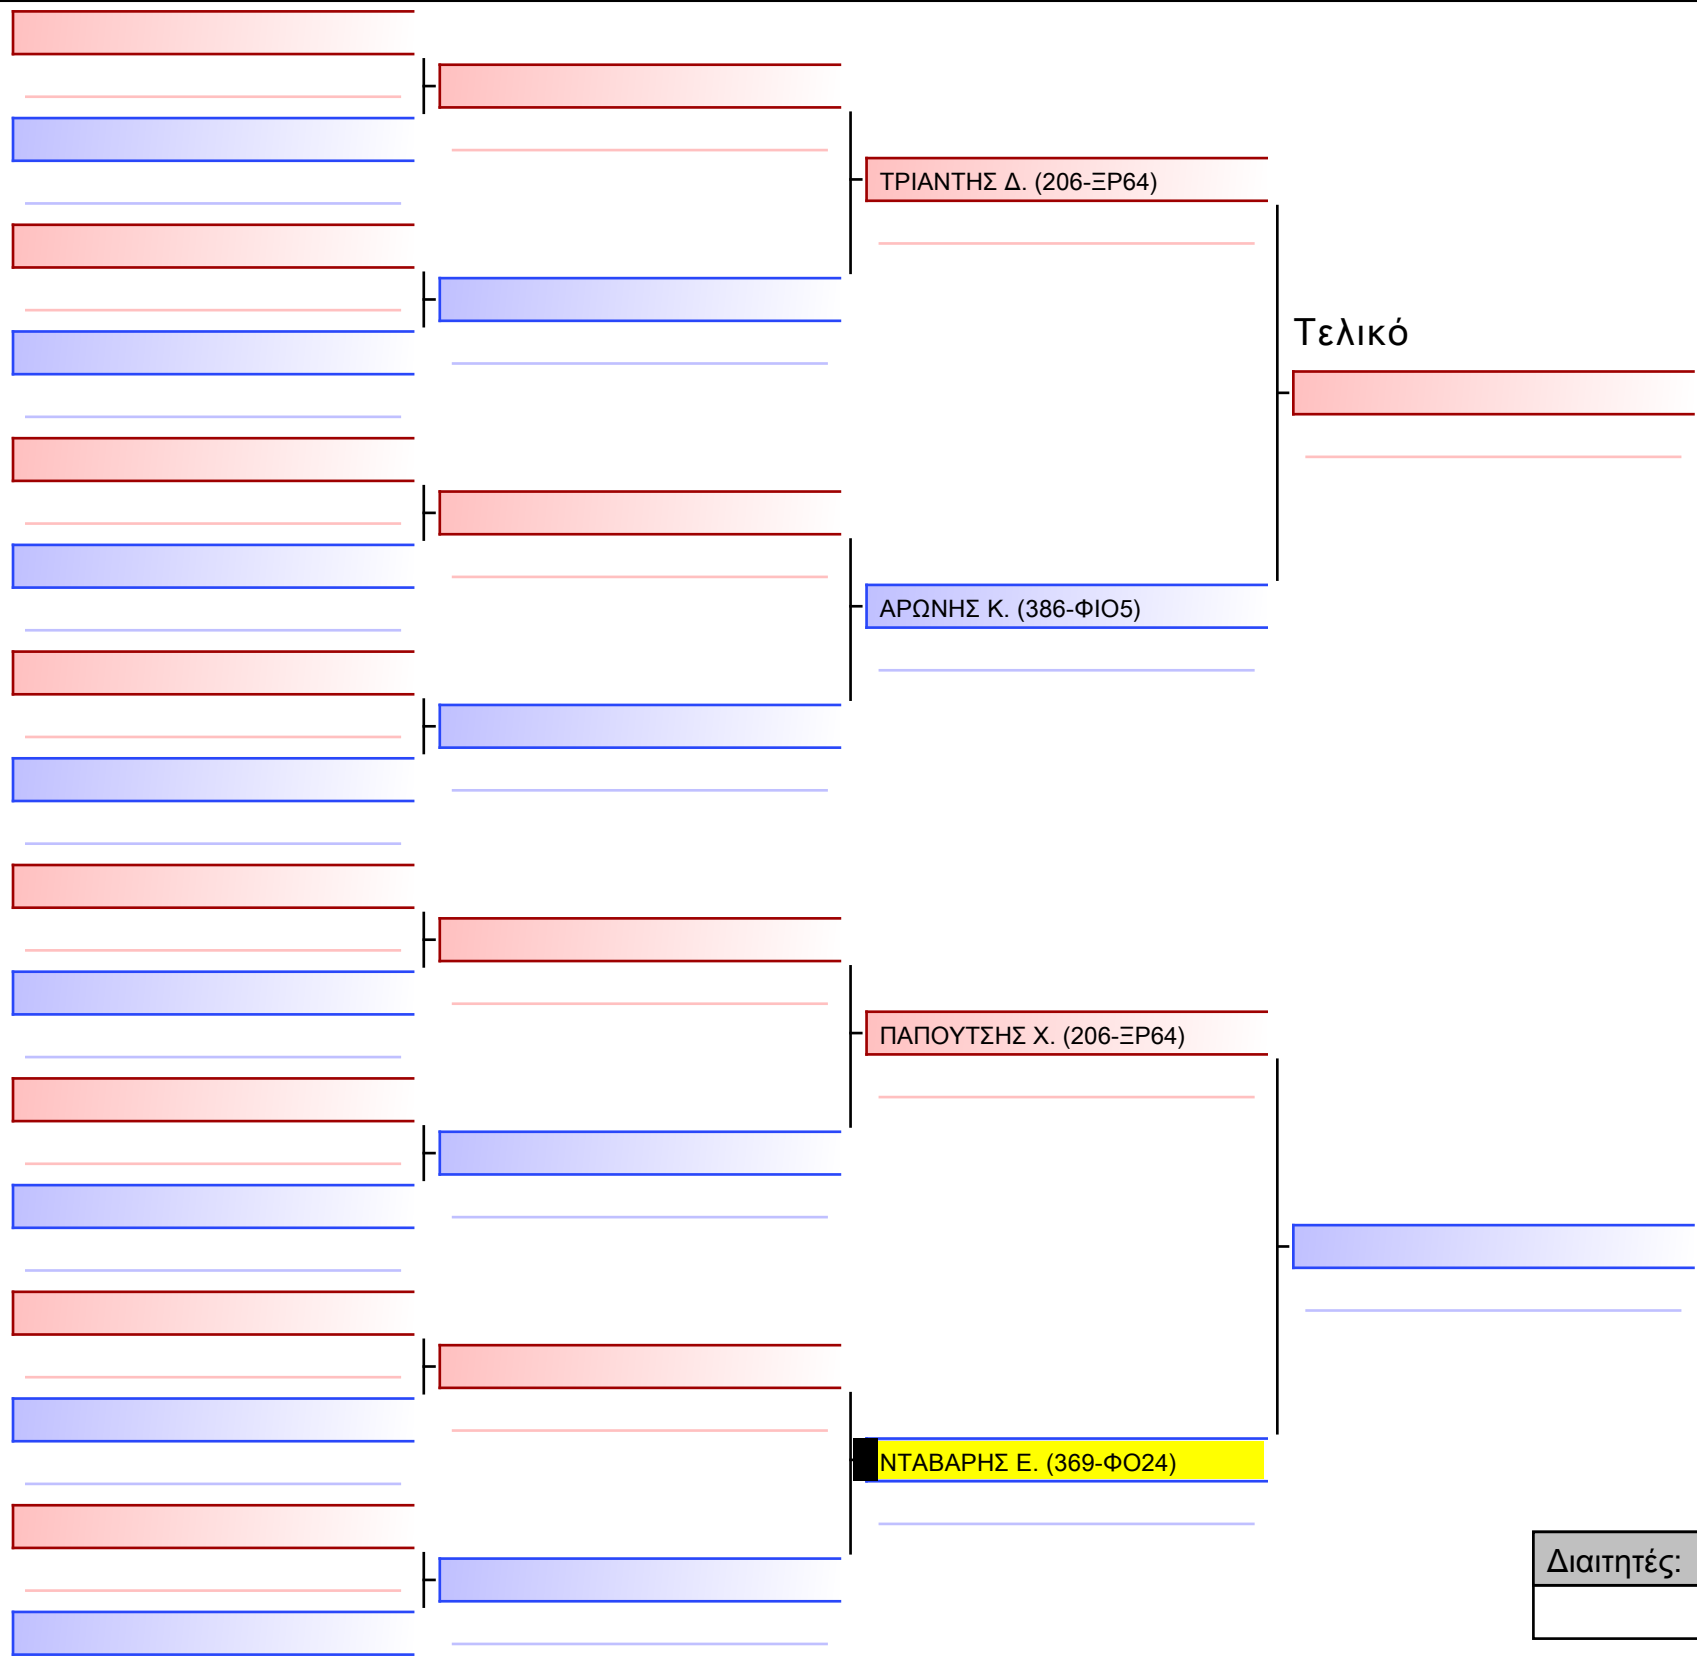 ΤΡΙΑΝΤΗΣ Δ. (206-ΞΡ64)
Τελικό
ΑΡΩΝΗΣ Κ. (386-ΦΙΟ5)
ΠΑΠΟΥΤΣΗΣ Χ. (206-ΞΡ64)
ΝΤΑΒΑΡΗΣ Ε. (369-ΦΟ24)
Διαιτητές: